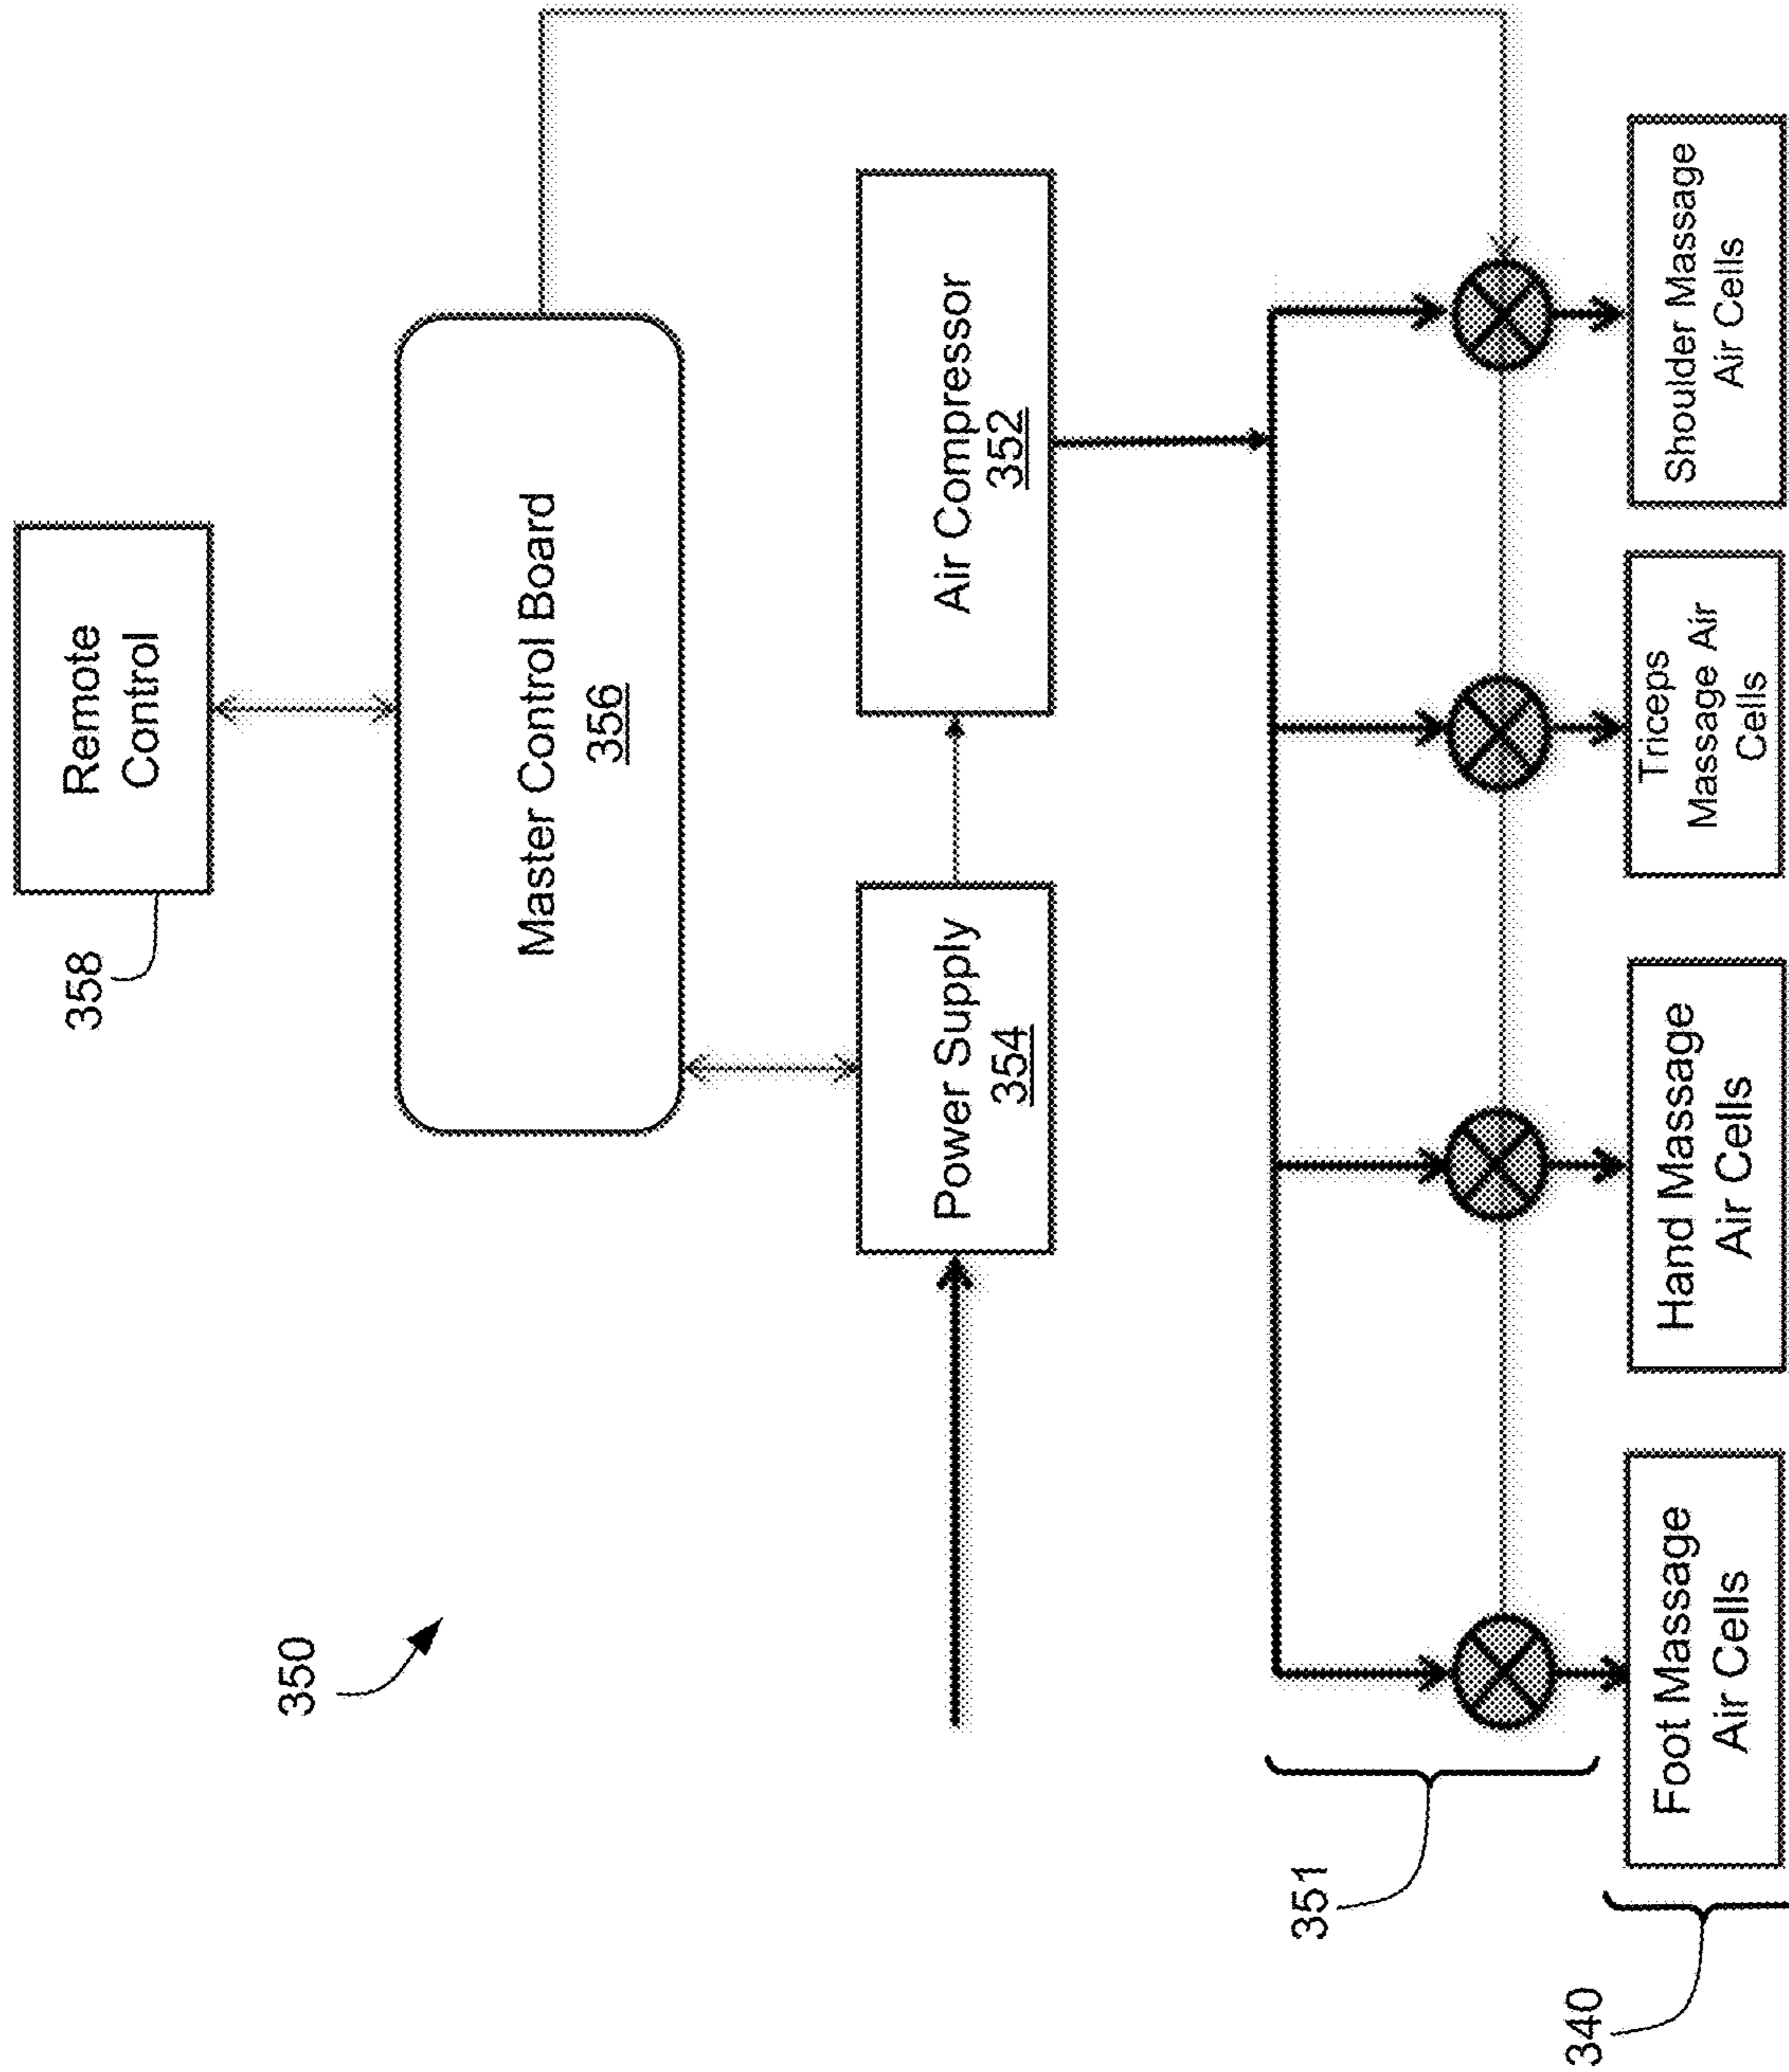 350
358
Remote
Control
Master Control Board
356
Power Supply
354
Air Compressor
352
351
340
Foot Massage
Air Cells
Hand Massage
Air Cells
Triceps
Massage Air
Cells
Shoulder Massage
Air Cells